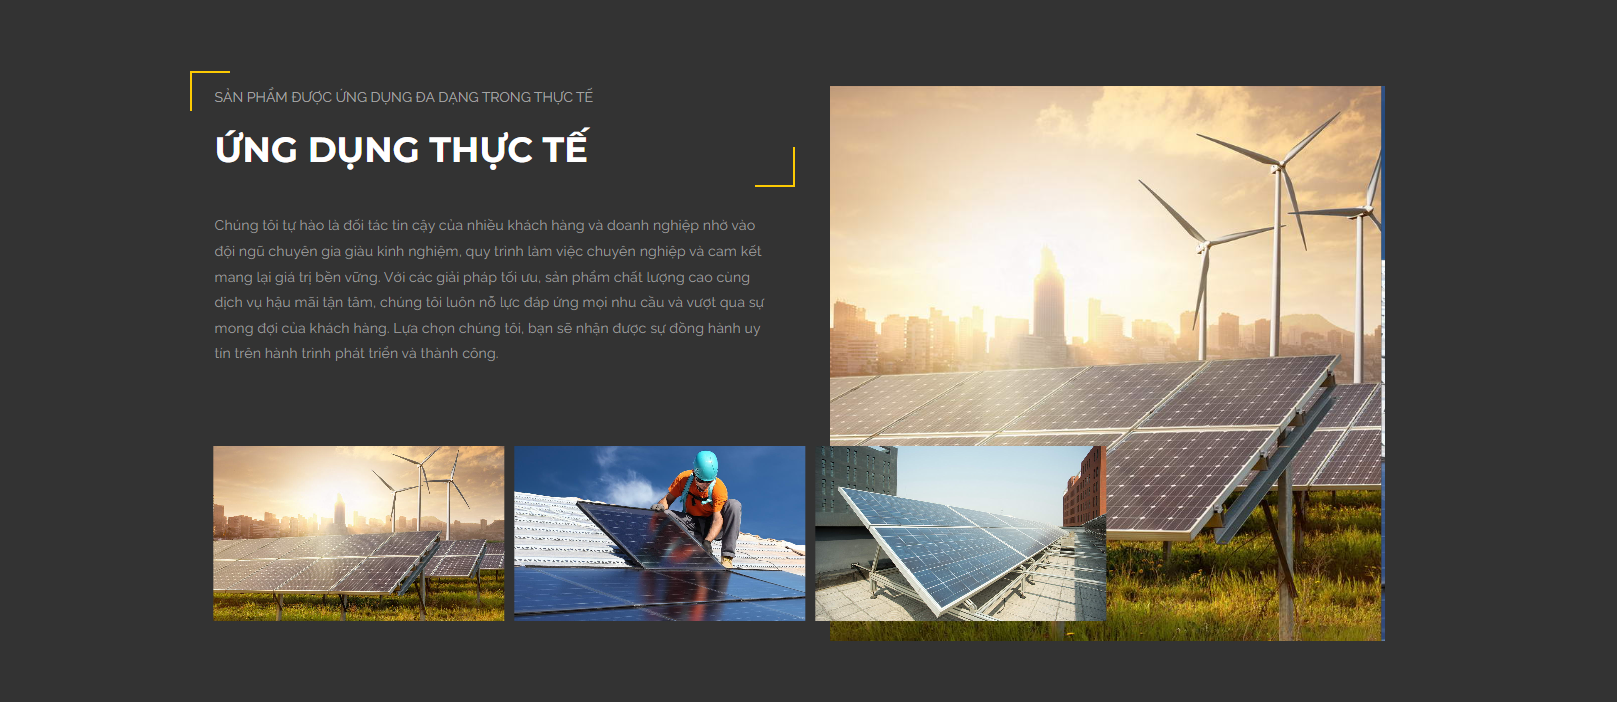 SẢN PHẨM ĐƯỢC ỨNG DỤNG ĐA DẠNG TRONG THỰC TẾ
ỨNG DỤNG THỰC TẾ
Chúng tôi tự hào là đối tác tin cậy của nhiều khách hàng và doanh nghiệp nhờ vào
đội ngũ chuyên gia giàu kinh nghiệm, quy trình làm việc chuyên nghiệp và cam kết
mang lại giá trị bền vững. Với các giải pháp tối ưu, sản phẩm chất lượng cao cùng
dịch vụ hậu mãi tận tâm, chúng tôi luôn nỗ lực đáp ứng mọi nhu cầu và vượt qua sự
mong đợi của khách hàng. Lựa chọn chúng tôi, bạn sẽ nhận được sự đồng hành uy
tín trên hành trình phát triển và thành công.